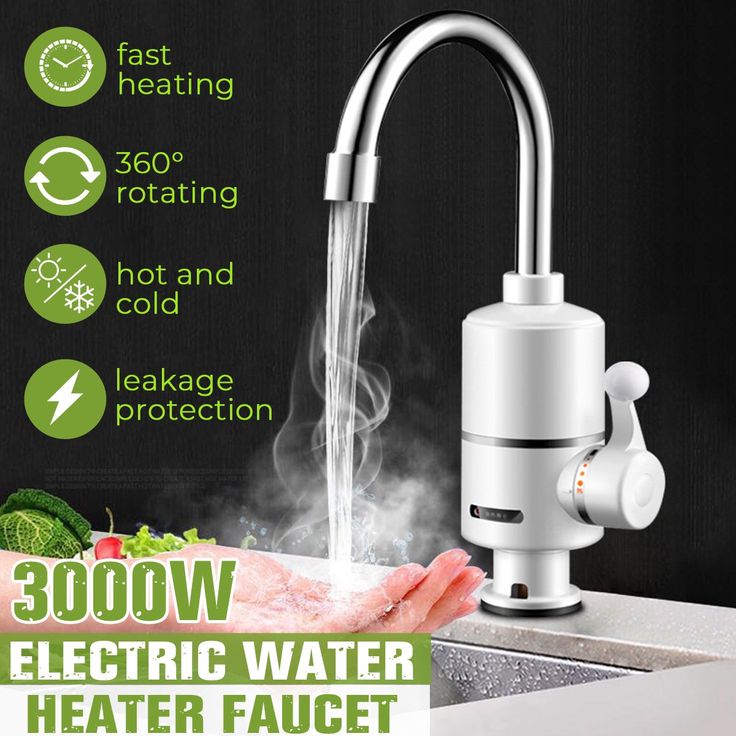 fast
heating
360°
rotating
hot and
cold
leakage
protection
3000W
ELECTRIC WATER
HEATER FAUCET